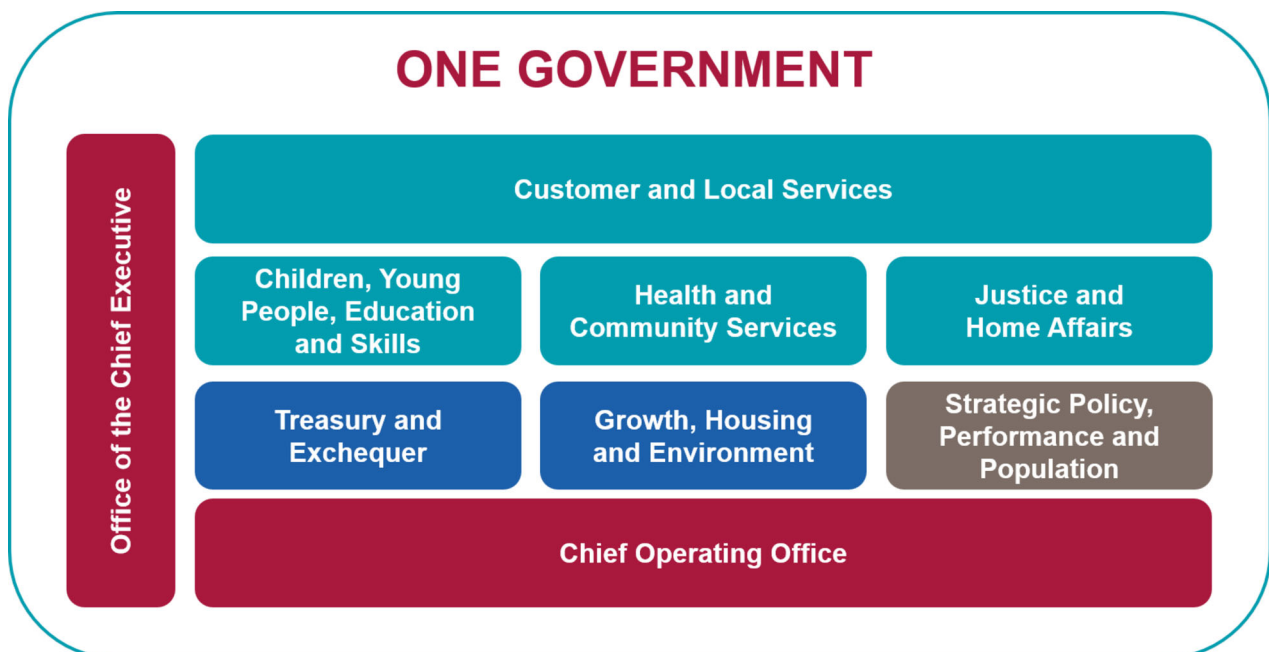 ONE GOVERNMENT
Office of the Chief Executive
Customer and Local Services
Children, Young
People, Education
and Skills
Health and
Community Services
Justice and
Home Affairs
Treasury and
Exchequer
Growth, Housing
and Environment
Strategic Policy,
Performance and
Population
Chief Operating Office